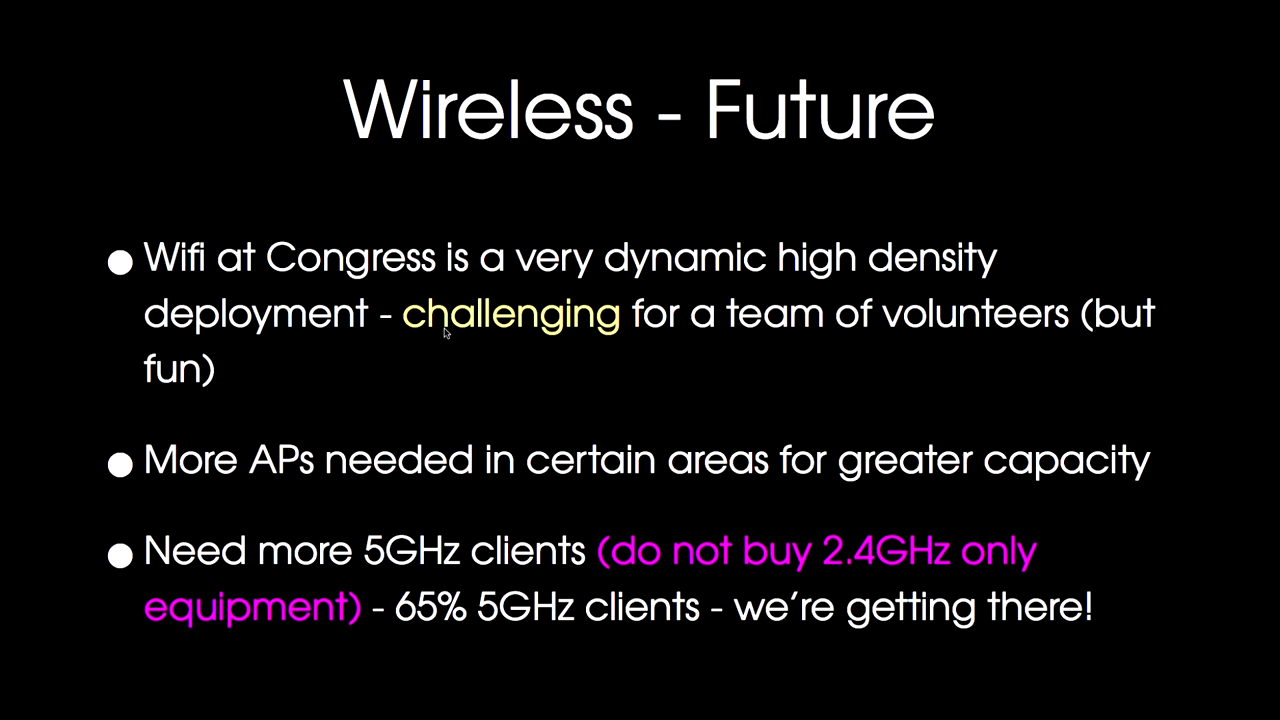 Wireless - Future
● Wifi at Congress is a very dynamic high density
deployment - challenging for a team of volunteers (but
fun)
● More APs needed in certain areas for greater capacity
● Need more 5GHz clients (do not buy 2.4GHz only
equipment) - 65% 5GHz clients - we’re getting there!